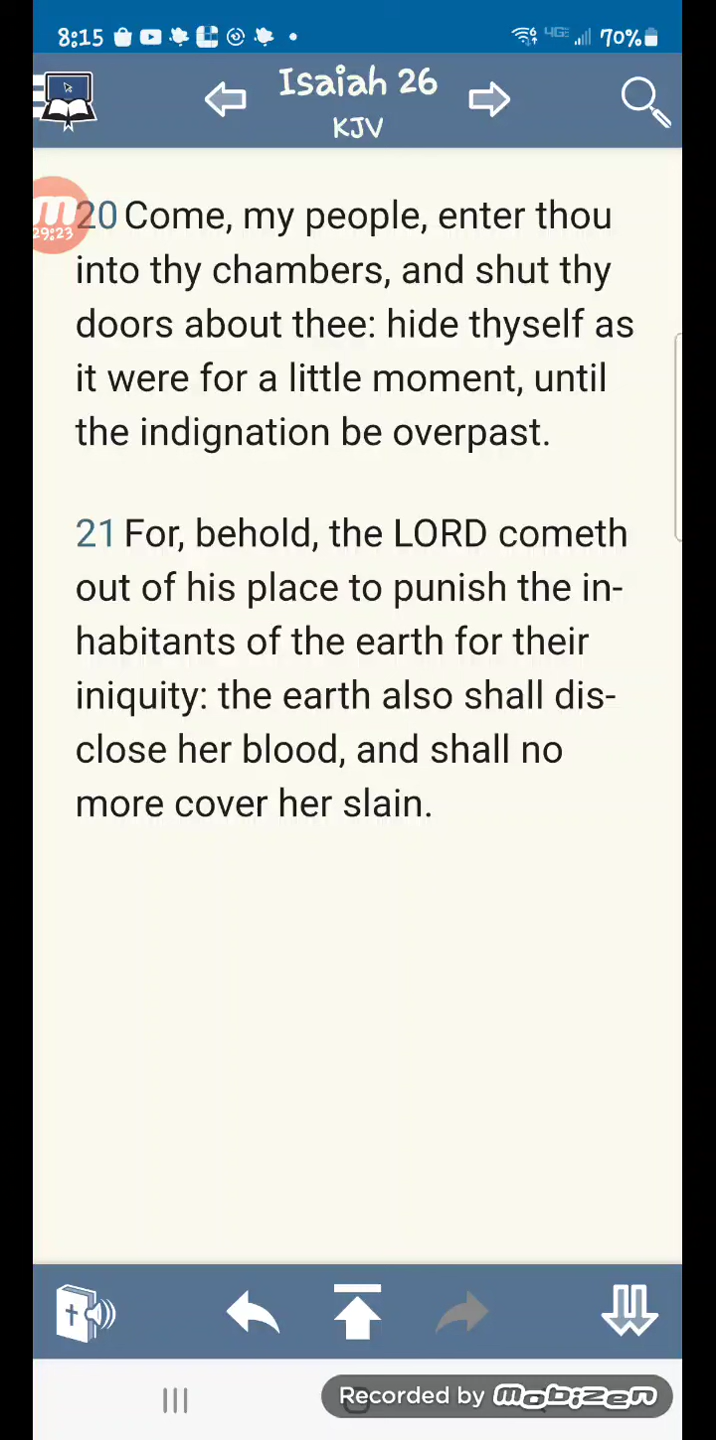 8:15 4GE 70%
Isaiah 26
KJV
29:23
20 Come, my people, enter thou
into thy chambers, and shut thy
doors about thee: hide thyself as
it were for a little moment, until
the indignation be overpast.
21 For, behold, the LORD cometh
out of his place to punish the in-
habitants of the earth for their
iniquity: the earth also shall dis-
close her blood, and shall no
more cover her slain.
Recorded by mobizen